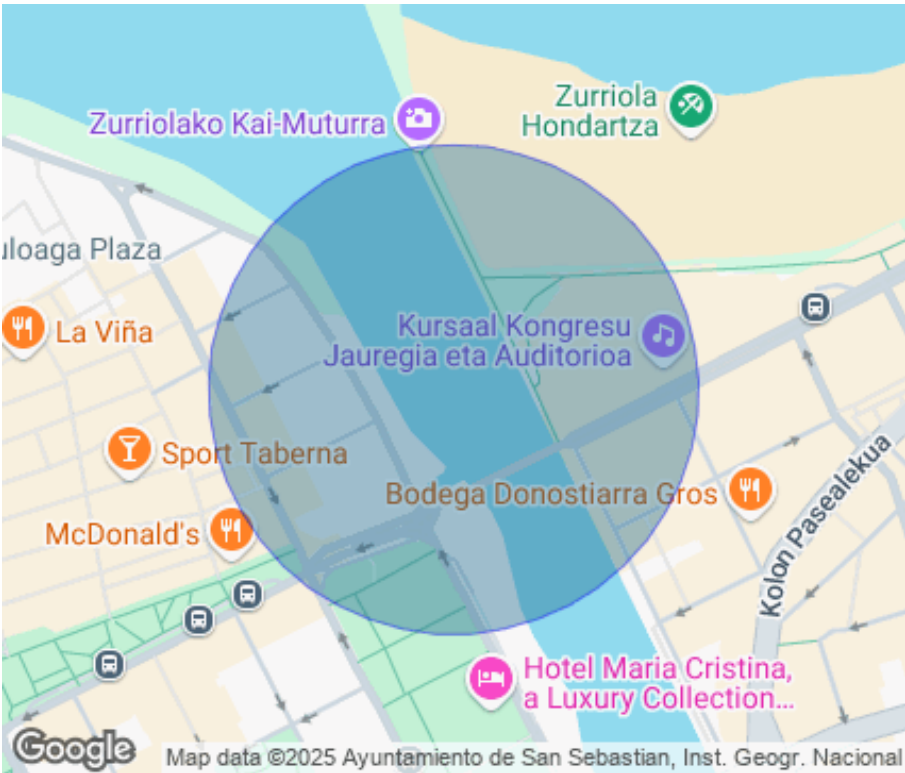 Zurriola
Hondartza
Zurriolako Kai-Muturra
Plaza
La Viña
Kursaal Kongresu
Jauregia eta Auditorioa
Sport Taberna
Bodega Donostiarra Gros
McDonald's
Kolon Pasealekua
Hotel Maria Cristina,
a Luxury Collection...
Google
Map data ©2025 Ayuntamiento de San Sebastian, Inst. Geogr. Nacional